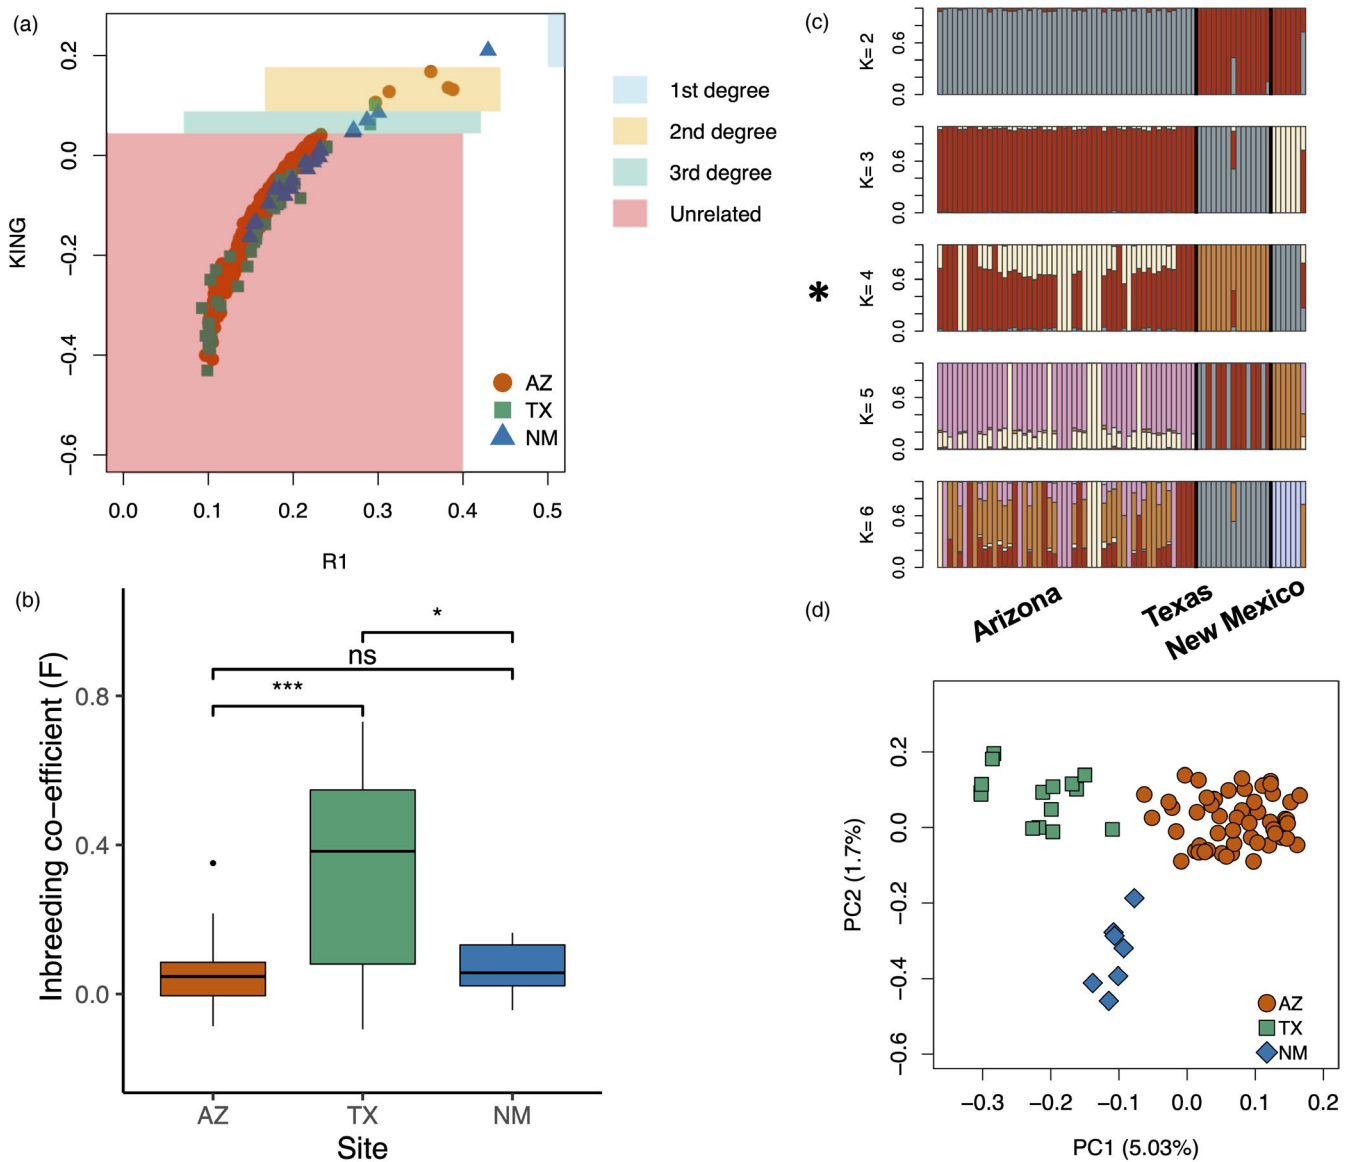 (a)
0.2
0.0
−0.2
−0.4
−0.6
KING
0.0 0.1 0.2 0.3 0.4 0.5
R1
AZ
TX
NM
1st degree
2nd degree
3rd degree
Unrelated
(b)
*
ns
***
0.8
0.4
0.0
Inbreeding co−efficient (F)
AZ TX NM
Site
(c)
K= 2
0.6
0.0
K= 3
0.6
0.0
*
K= 4
0.6
0.0
K= 5
0.6
0.0
K= 6
0.6
0.0
Arizona
Texas
New Mexico
(d)
0.2
0.0
−0.2
−0.4
−0.6
PC2 (1.7%)
AZ
TX
NM
−0.3 −0.2 −0.1 0.0 0.1 0.2
PC1 (5.03%)